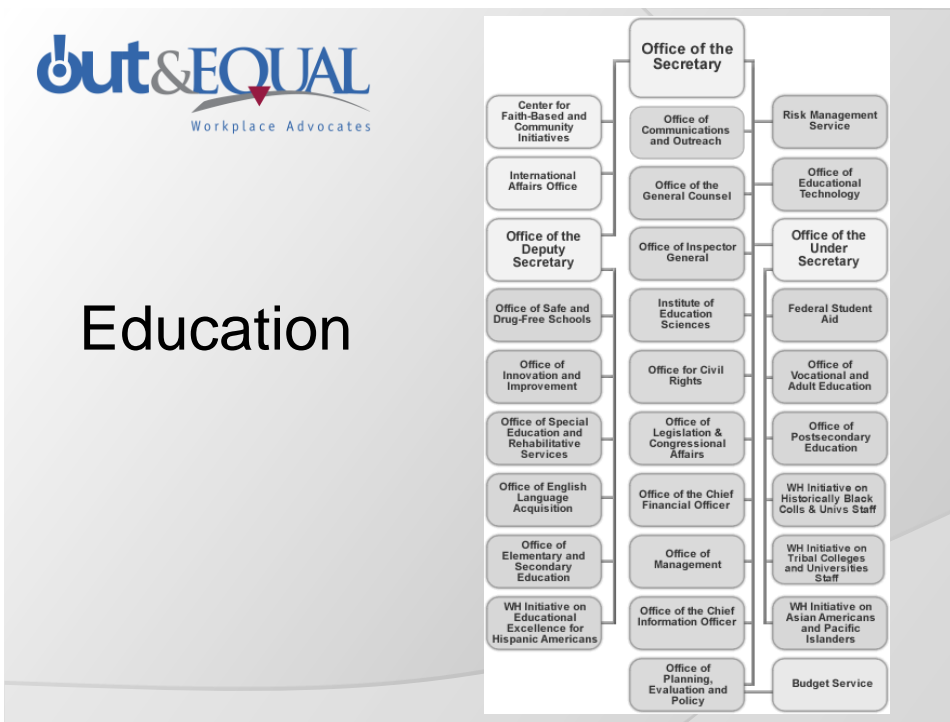 Out&EQUAL
Workplace Advocates
Education
Office of the
Secretary
Center for
Faith-Based and
Community
Initiatives
Office of
Communications
and Outreach
Risk Management
Service
International
Affairs Office
Office of the
General Counsel
Office of
Educational
Technology
Office of the
Deputy
Secretary
Office of Inspector
General
Office of the
Under
Secretary
Office of Safe and
Drug-Free Schools
Institute of
Education
Sciences
Federal Student
Aid
Office of
Innovation and
Improvement
Office for Civil
Rights
Office of
Vocational and
Adult Education
Office of Special
Education and
Rehabilitative
Services
Office of
Legislation &
Congressional
Affairs
Office of
Postsecondary
Education
Office of English
Language
Acquisition
Office of the Chief
Financial Officer
WH Initiative on
Historically Black
Colls & Univs Staff
Office of
Elementary and
Secondary
Education
Office of
Management
WH Initiative on
Tribal Colleges
and Universities
Staff
WH Initiative on
Educational
Excellence for
Hispanic Americans
Office of the Chief
Information Officer
WH Initiative on
Asian Americans
and Pacific
Islanders
Office of
Planning,
Evaluation and
Policy
Budget Service